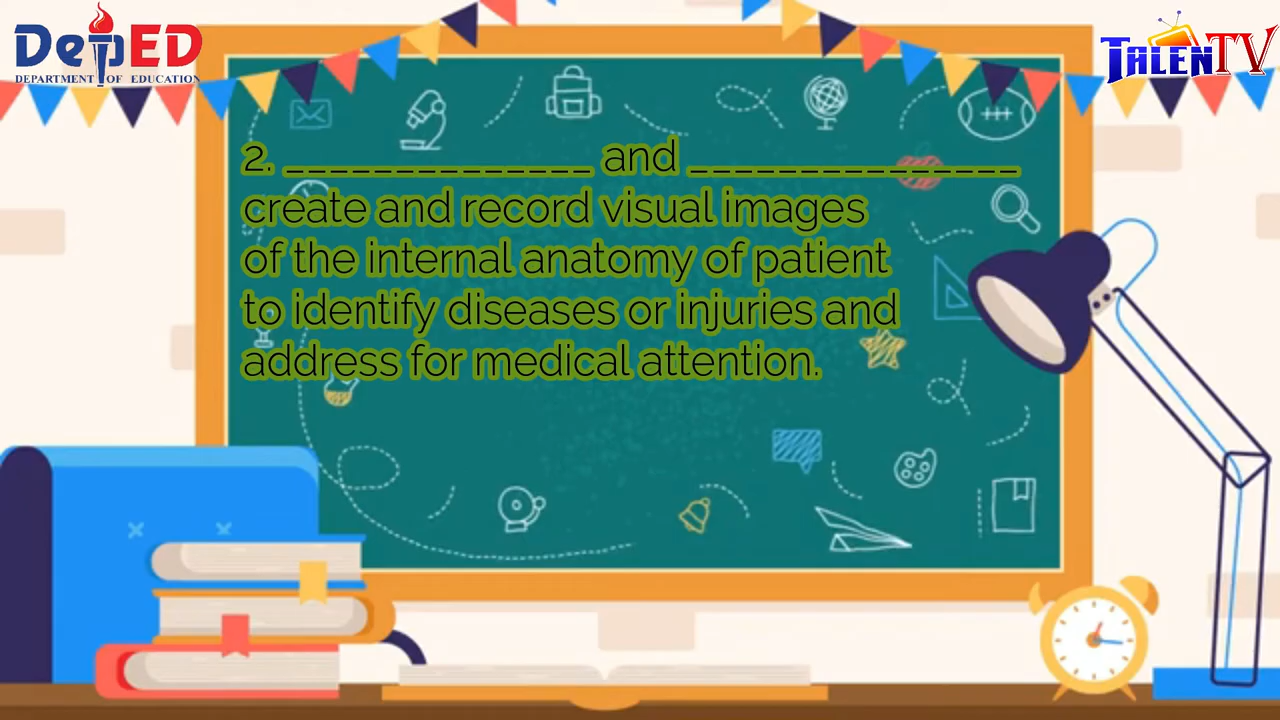 DepED
DEPARTMENT OF EDUCATION
TALENTV
2. ______________ and _______________
create and record visual images
of the internal anatomy of patient
to identify diseases or injuries and
address for medical attention.